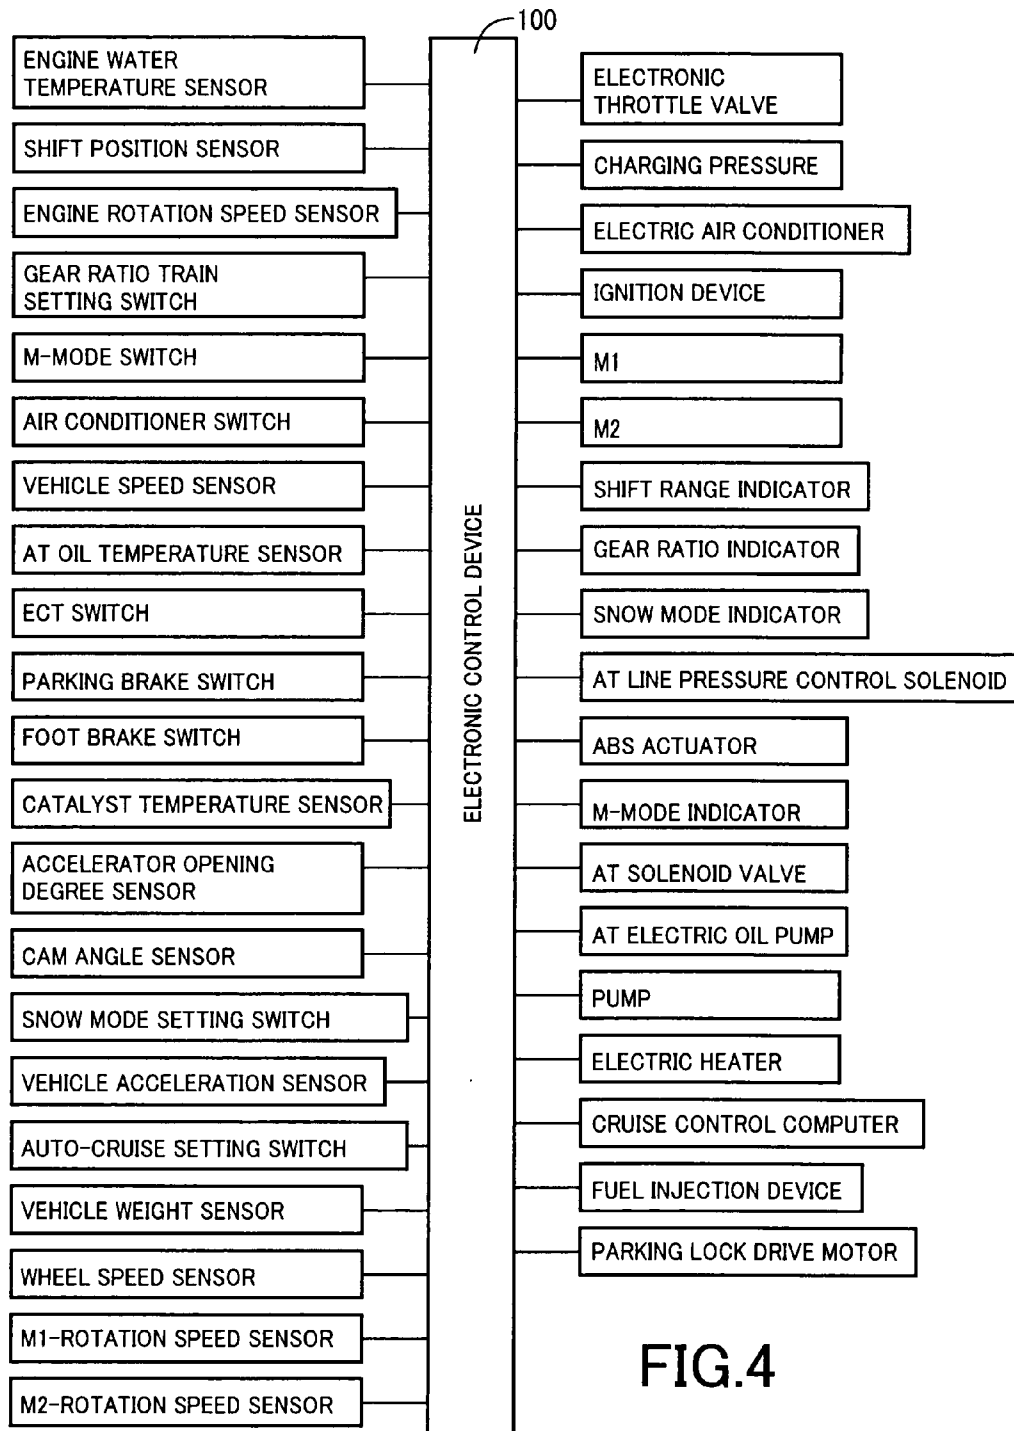 100
ENGINE WATER
TEMPERATURE SENSOR
SHIFT POSITION SENSOR
ENGINE ROTATION SPEED SENSOR
GEAR RATIO TRAIN
SETTING SWITCH
M-MODE SWITCH
AIR CONDITIONER SWITCH
VEHICLE SPEED SENSOR
AT OIL TEMPERATURE SENSOR
ECT SWITCH
PARKING BRAKE SWITCH
FOOT BRAKE SWITCH
CATALYST TEMPERATURE SENSOR
ACCELERATOR OPENING
DEGREE SENSOR
CAM ANGLE SENSOR
SNOW MODE SETTING SWITCH
VEHICLE ACCELERATION SENSOR
AUTO-CRUISE SETTING SWITCH
VEHICLE WEIGHT SENSOR
WHEEL SPEED SENSOR
M1-ROTATION SPEED SENSOR
M2-ROTATION SPEED SENSOR
ELECTRONIC CONTROL DEVICE
ELECTRONIC
THROTTLE VALVE
CHARGING PRESSURE
ELECTRIC AIR CONDITIONER
IGNITION DEVICE
M1
M2
SHIFT RANGE INDICATOR
GEAR RATIO INDICATOR
SNOW MODE INDICATOR
AT LINE PRESSURE CONTROL SOLENOID
ABS ACTUATOR
M-MODE INDICATOR
AT SOLENOID VALVE
AT ELECTRIC OIL PUMP
PUMP
ELECTRIC HEATER
CRUISE CONTROL COMPUTER
FUEL INJECTION DEVICE
PARKING LOCK DRIVE MOTOR
FIG.4